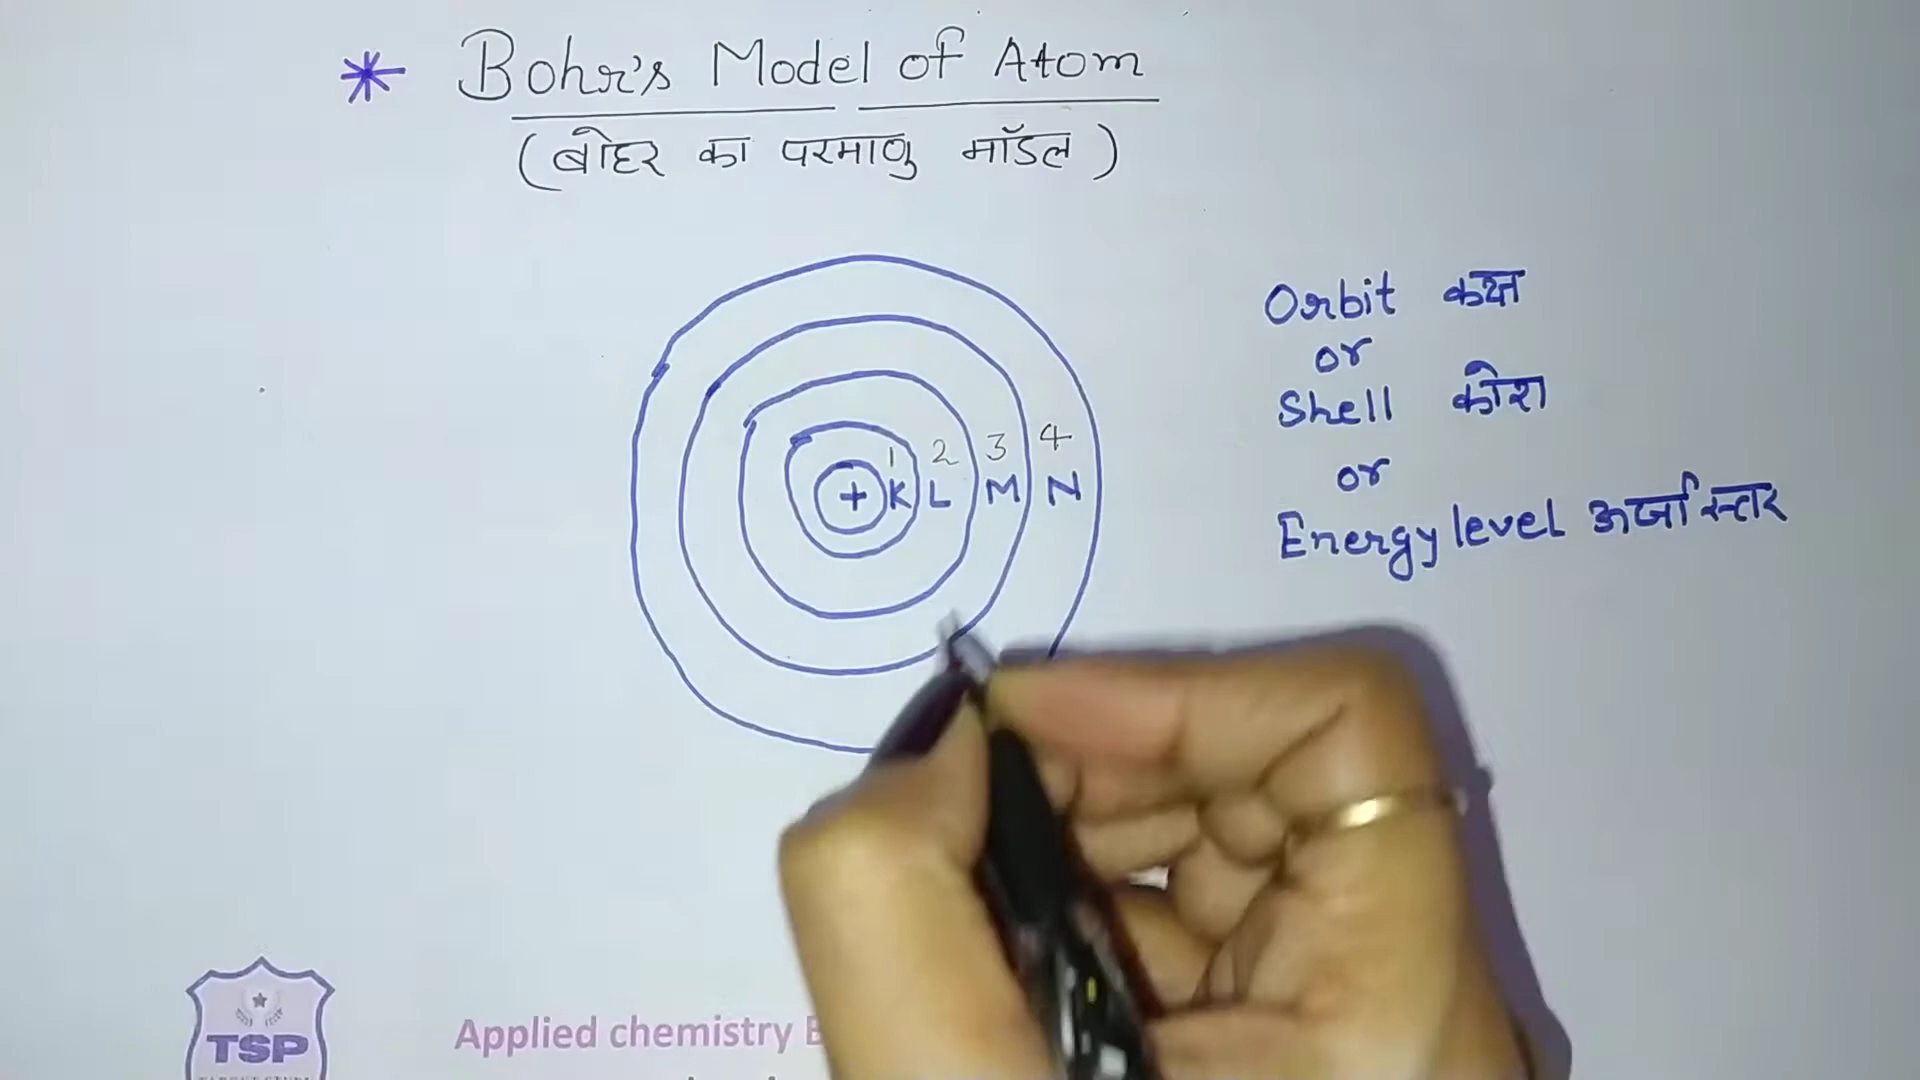 * Bohr's Model of Atom
(बोहर का परमाणु मॉडल)
Orbit कक्ष
or
Shell कोश
or
Energy level ऊर्जा स्तर
1 2 3 4
+ K L M N
TSP
Applied chemistry